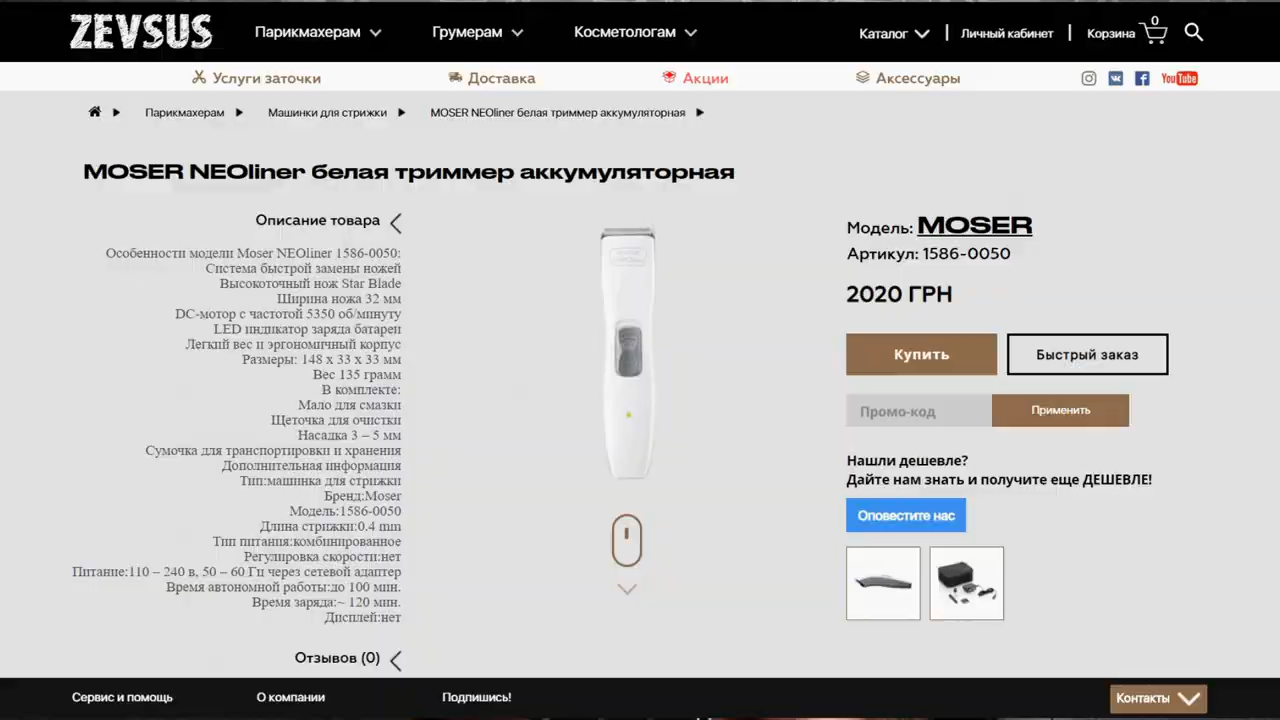 ZEVSUS
Парикмахерам
Грумерам
Косметологам
Каталог
Личный кабинет
Корзина
0
Услуги заточки
Доставка
Акции
Аксессуары
YouTube
Парикмахерам
Машинки для стрижки
MOSER NEOliner белая триммер аккумуляторная
MOSER NEOliner белая триммер аккумуляторная
Описание товара
Особенности модели Moser NEOliner 1586-0050:
Система быстрой замены ножей
Высокоточный нож Star Blade
Ширина ножа 32 мм
DC-мотор с частотой 5350 об/минуту
LED индикатор заряда батареи
Легкий вес и эргономичный корпус
Размеры: 148 x 33 x 33 мм
Вес 135 грамм
В комплекте:
Мало для смазки
Щеточка для очистки
Насадка 3 – 5 мм
Сумочка для транспортировки и хранения
Дополнительная информация
Тип:машинка для стрижки
Бренд:Moser
Модель:1586-0050
Длина стрижки:0.4 mm
Тип питания:комбинированное
Регулировка скорости:нет
Питание:110 – 240 в, 50 – 60 Гц через сетевой адаптер
Время автономной работы:до 100 мин.
Время заряда:~ 120 мин.
Дисплей:нет
Отзывов (0)
Модель: MOSER
Артикул: 1586-0050
2020 ГРН
Купить
Быстрый заказ
Промо-код
Применить
Нашли дешевле?
Дайте нам знать и получите еще ДЕШЕВЛЕ!
Оповестите нас
Сервис и помощь
О компании
Подпишись!
Контакты